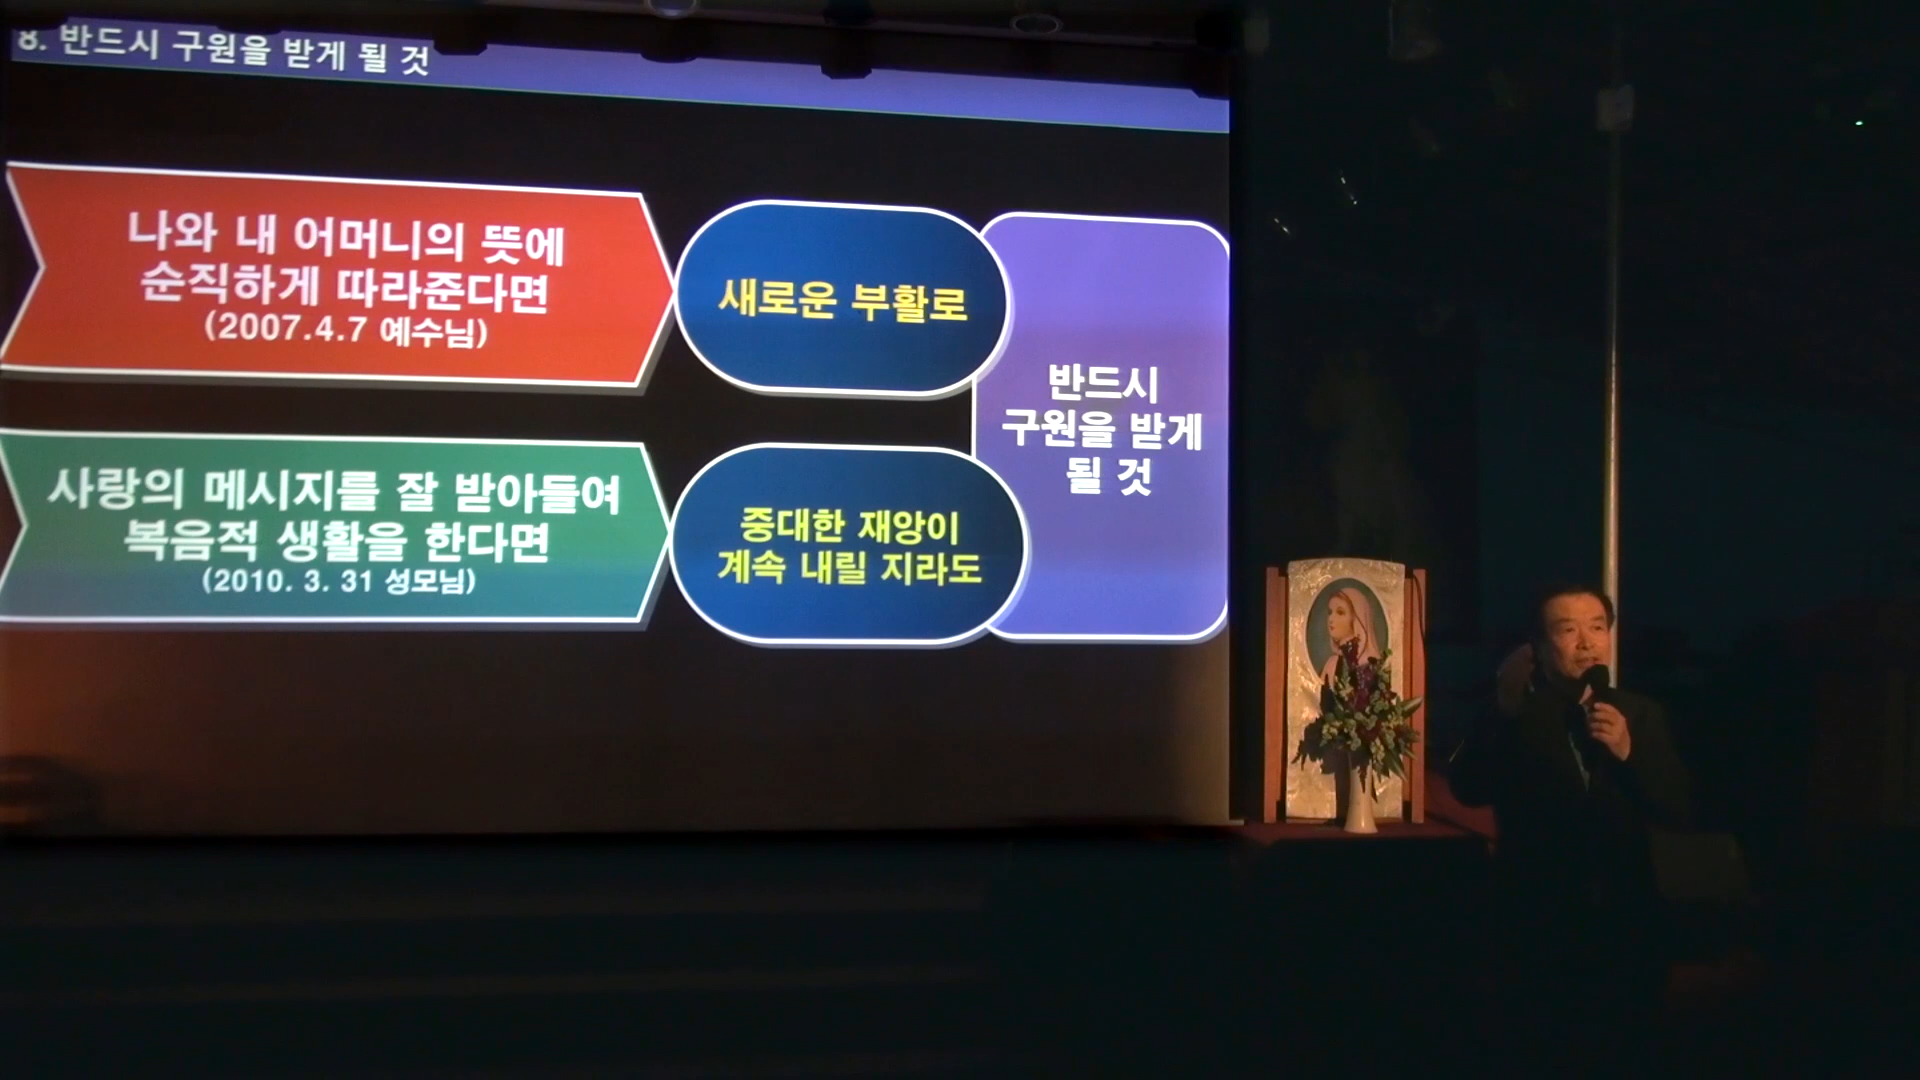 8. 반드시 구원을 받게 될 것
나와 내 어머니의 뜻에
순직하게 따라준다면
(2007.4.7 예수님)
새로운 부활로
사랑의 메시지를 잘 받아들여
복음적 생활을 한다면
(2010. 3. 31 성모님)
중대한 재앙이
계속 내릴 지라도
반드시
구원을 받게
될 것